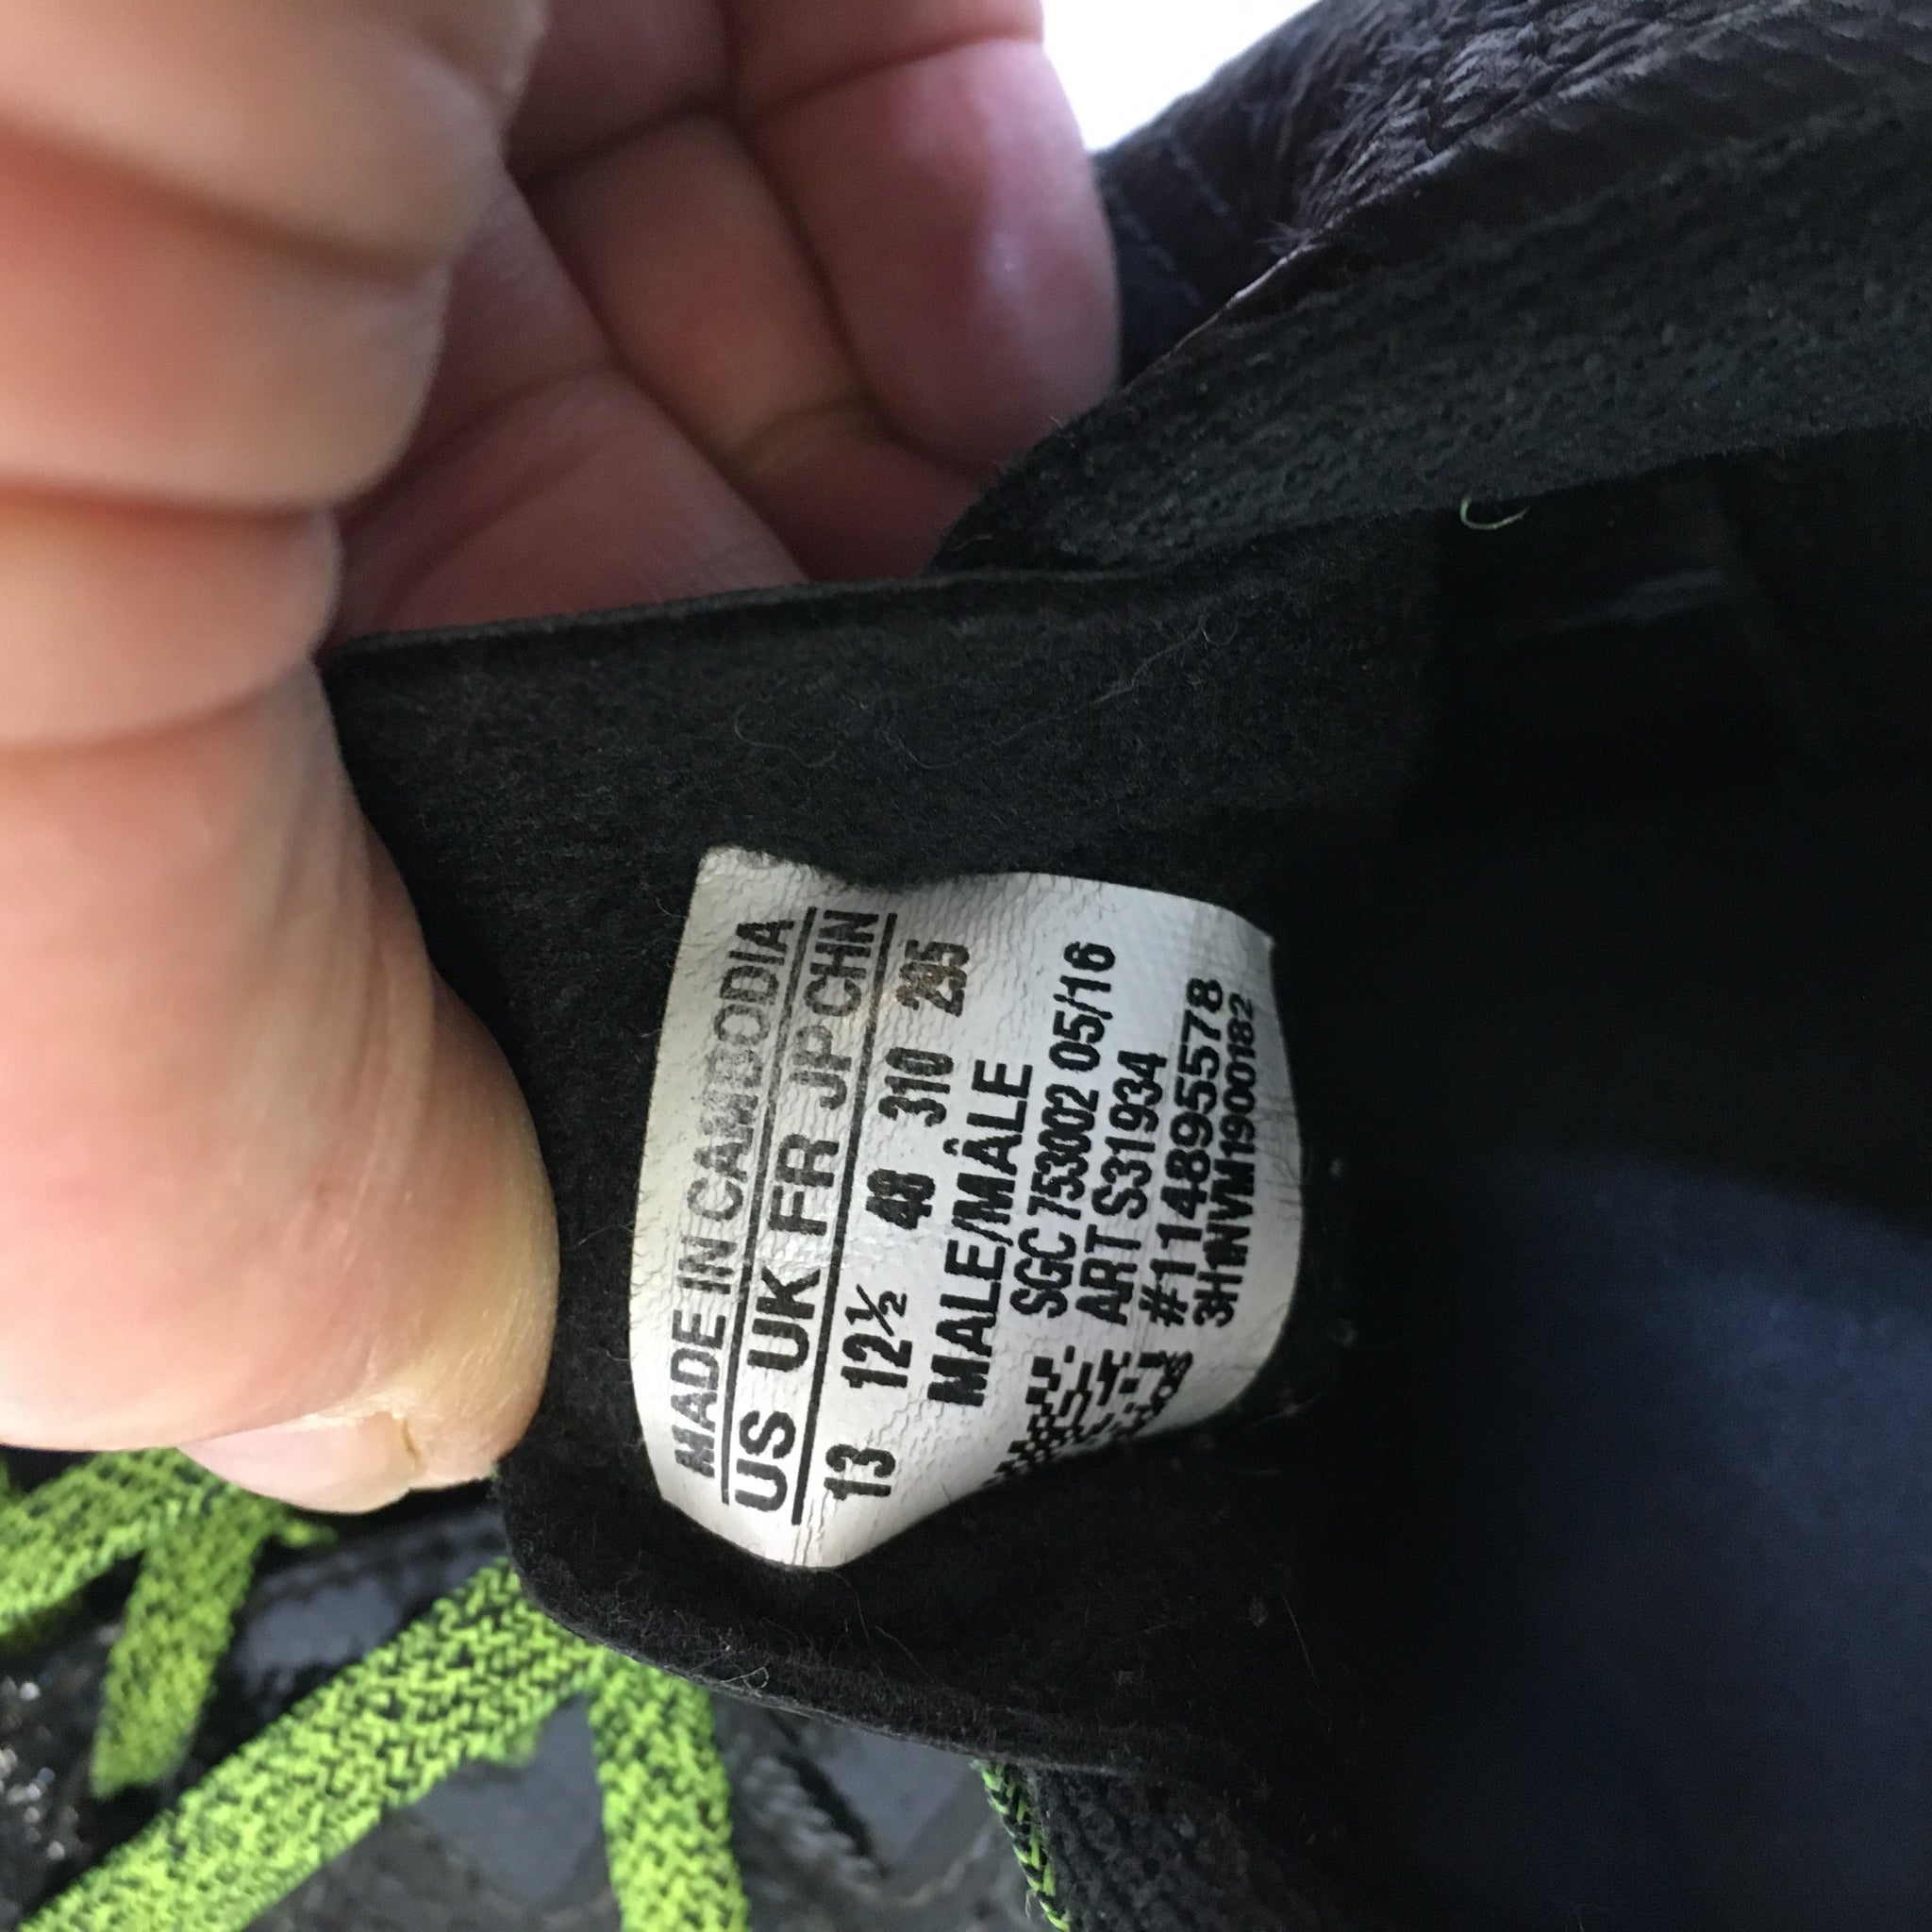 MADE IN CAMBODIA
US UK FR JP CHN
13 12½ 48 310 295
MALE/MÂLE
SGC 753002 05/16
ART S31934
#114895578
3H1NVM1900182